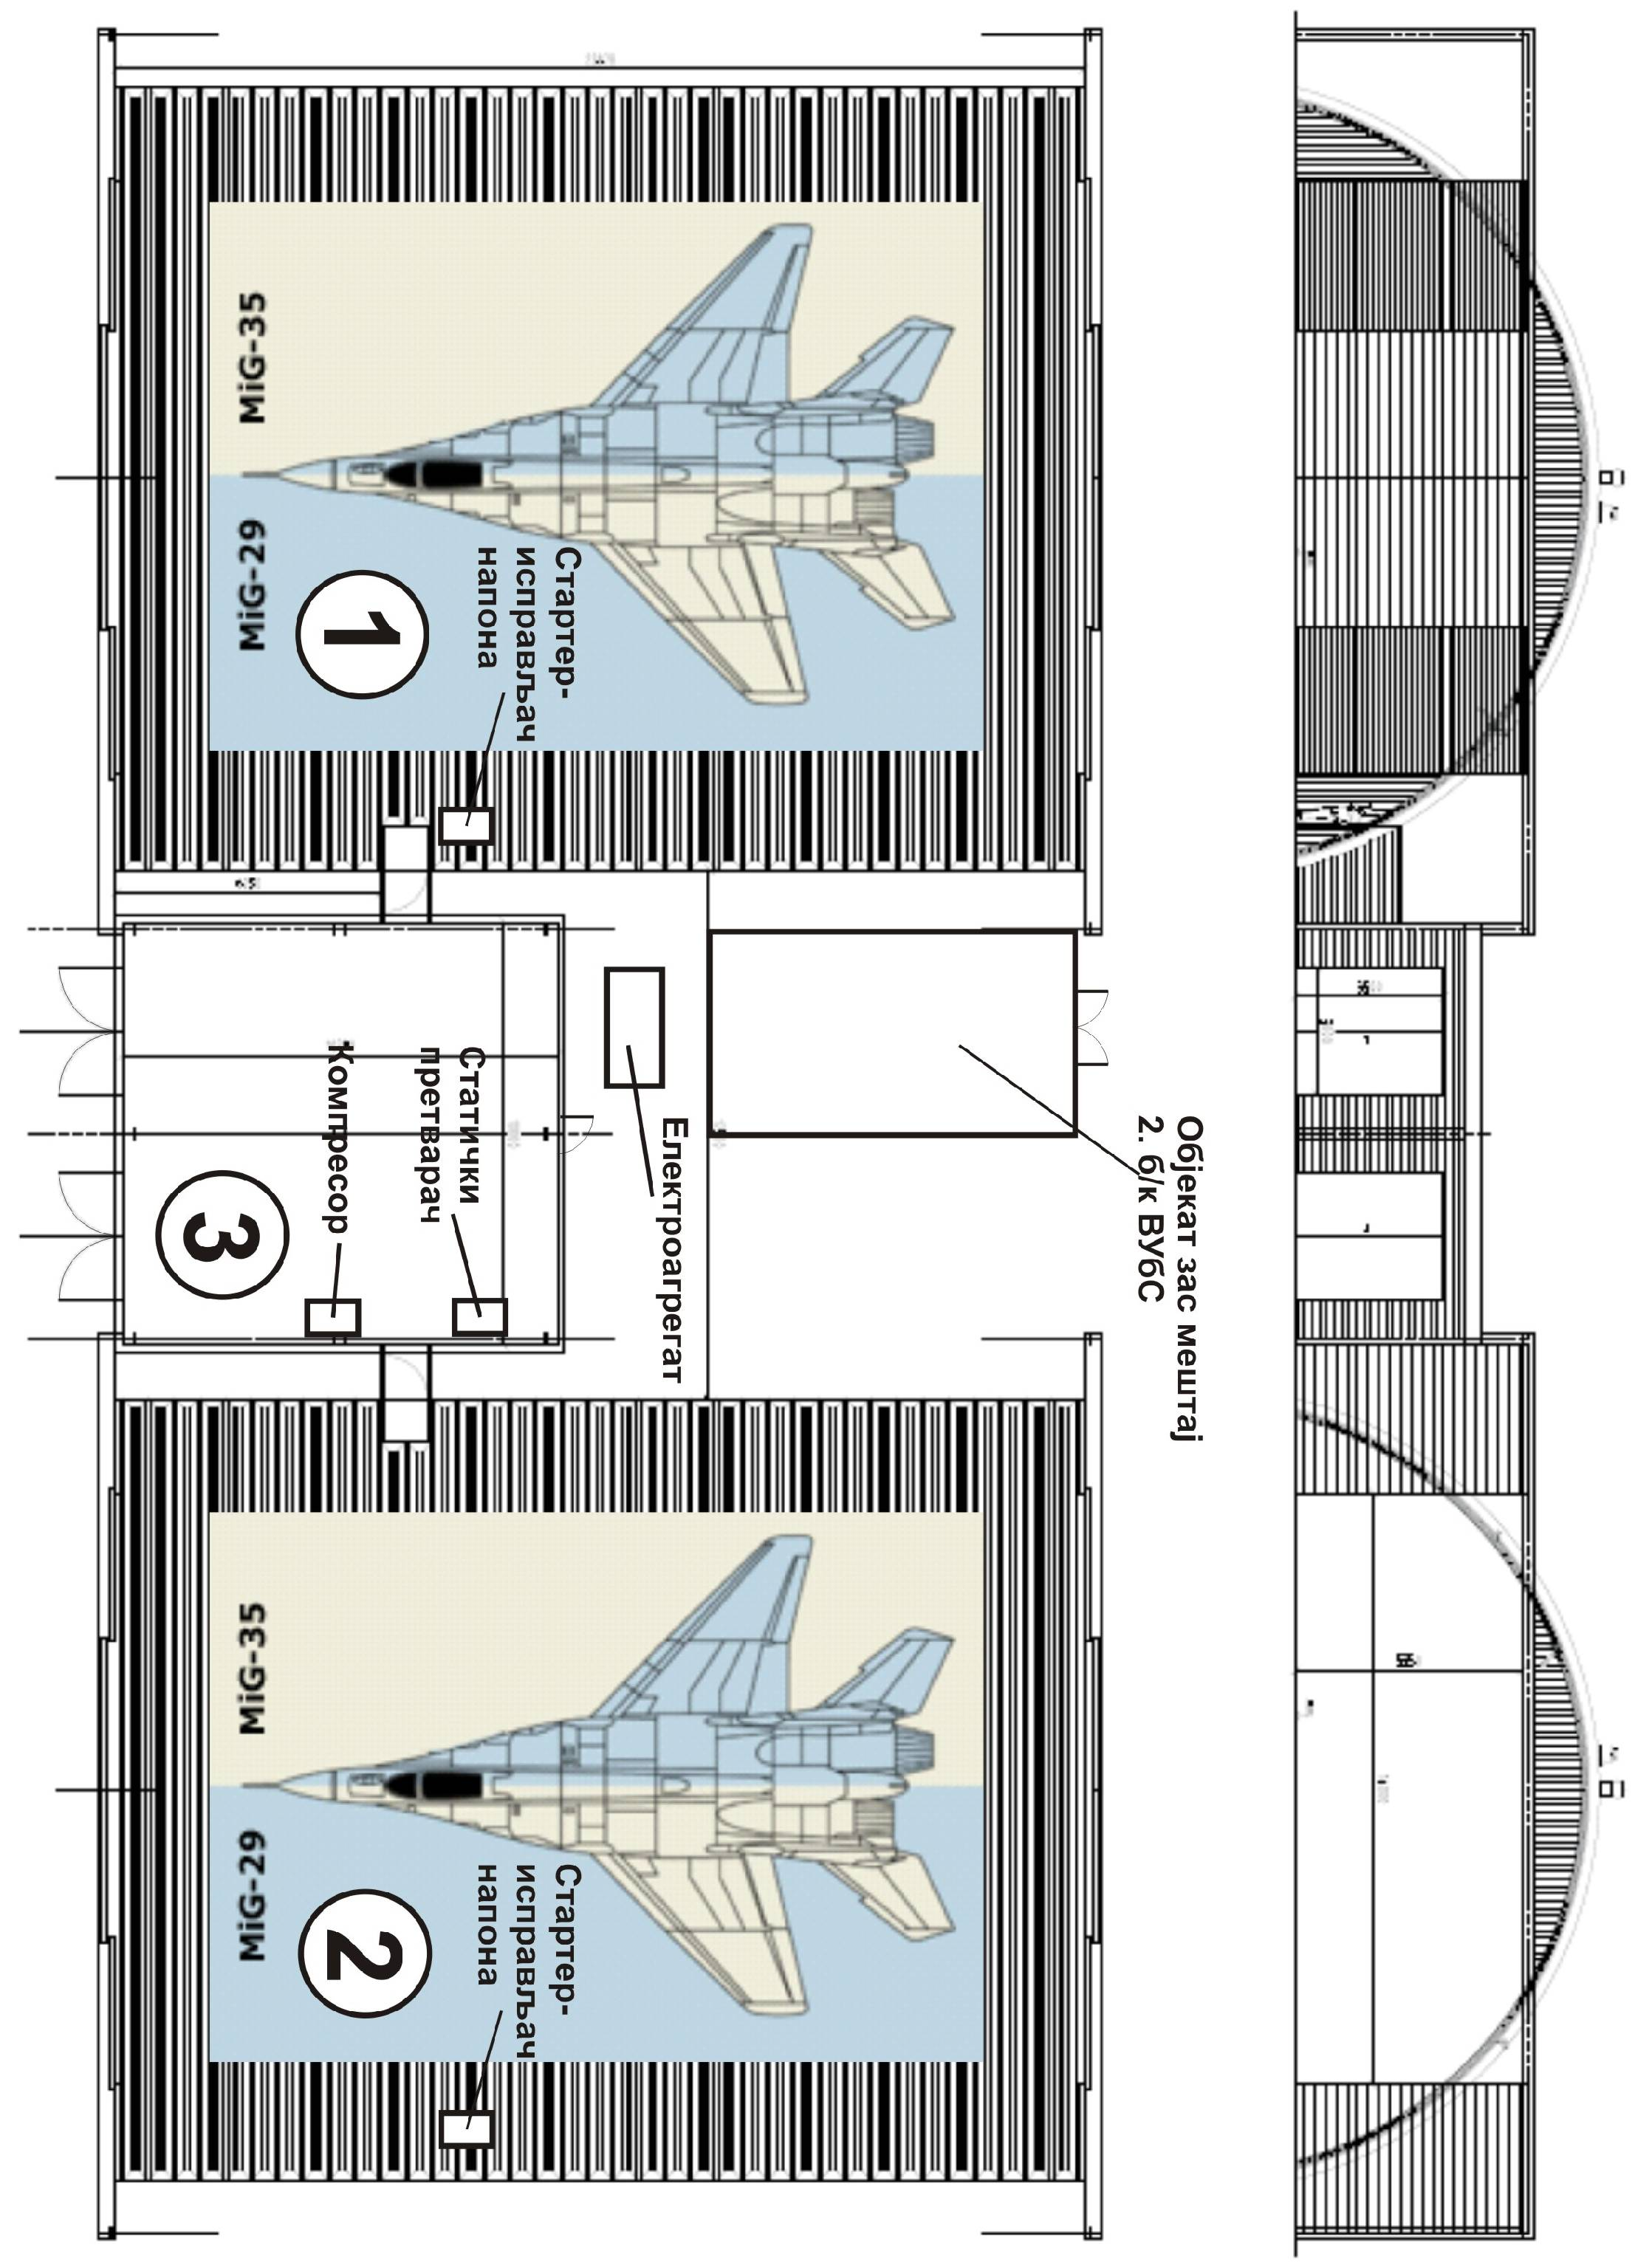 Објекат зас мештај
2. б/к ВУбС
MiG-35
MiG-29
Стартер-
исправљач
напона
1
Електроагрегат
Статички
претварач
Компресор
3
MiG-35
MiG-29
Стартер-
исправљач
напона
2